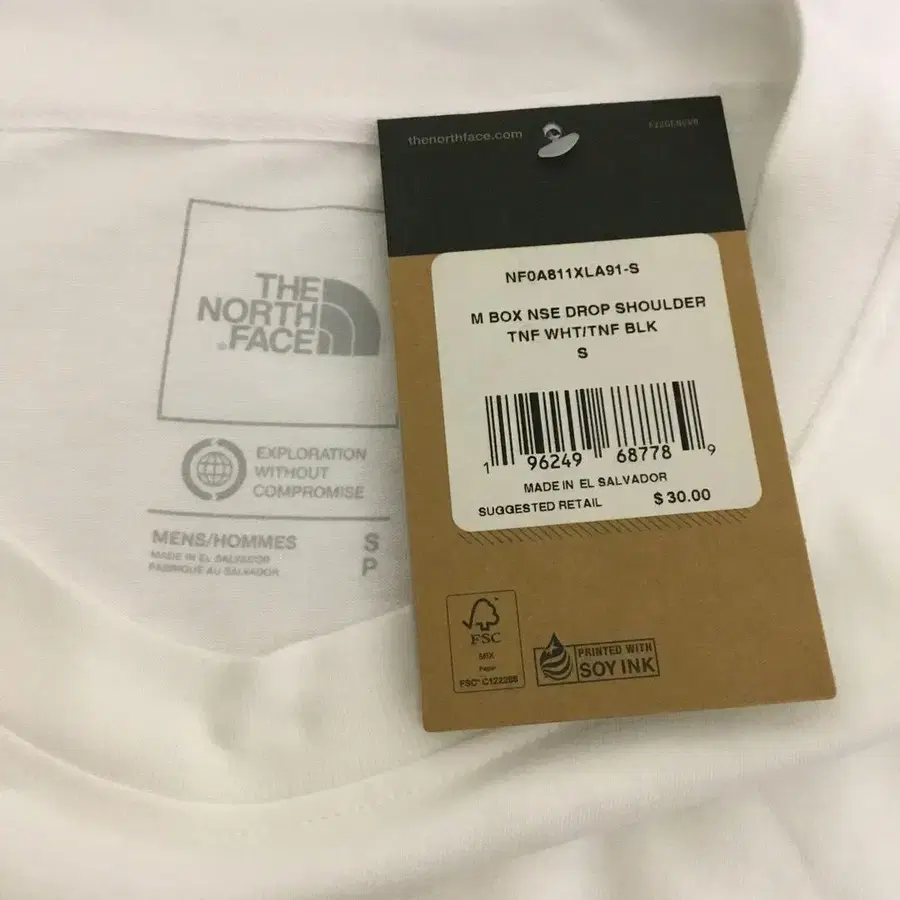 THE
NORTH
FACE
EXPLORATION
WITHOUT
COMPROMISE
MENS/HOMMES S
MADE IN EL SALVADOR P
FABRIQUÉ AU SALVADOR
thenorthface.com
NF0A811XLA91-S
M BOX NSE DROP SHOULDER
TNF WHT/TNF BLK
S
1 96249 68778 9
MADE IN EL SALVADOR
SUGGESTED RETAIL $30.00
FSC
MIX
Paper
PRINTED WITH
SOY INK